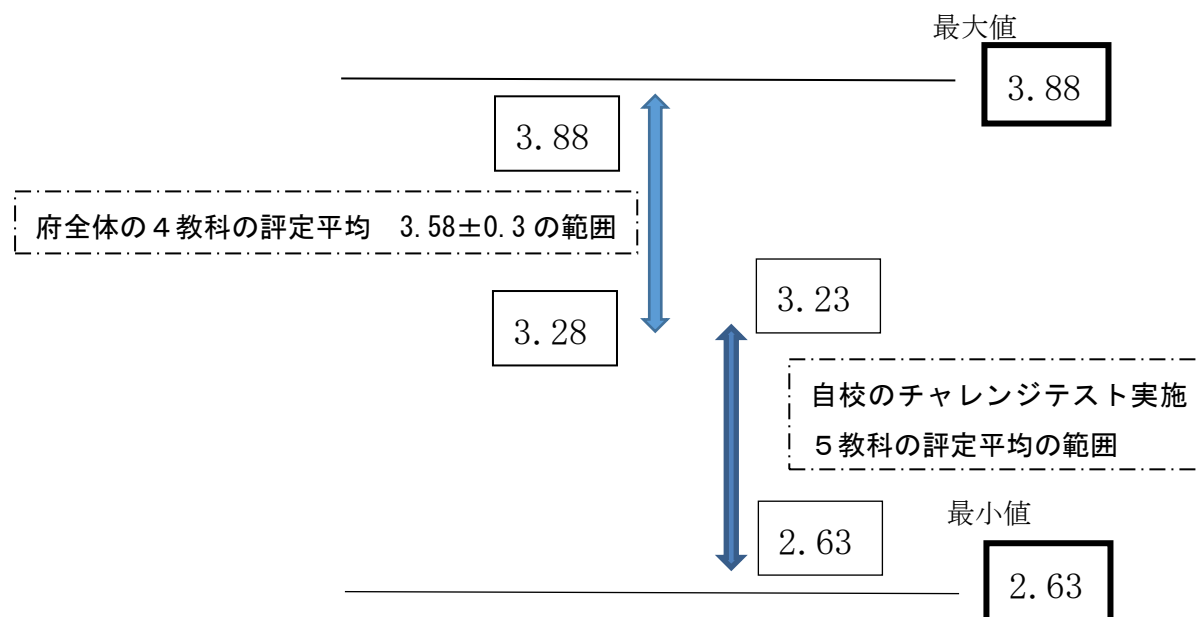 最大値
3.88
3.88
府全体の４教科の評定平均　3.58±0.3の範囲
3.28
3.23
自校のチャレンジテスト実施
５教科の評定平均の範囲
2.63
最小値
2.63